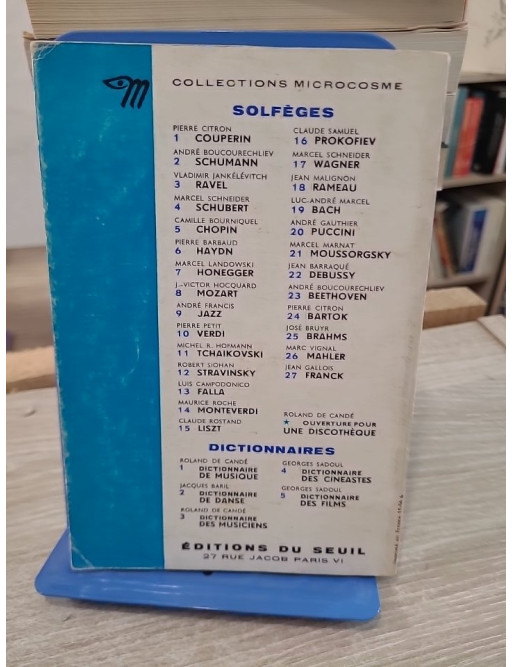 COLLECTIONS MICROCOSME
SOLFÈGES
PIERRE CITRON
1 COUPERIN
ANDRÉ BOUCOURECHLIEV
2 SCHUMANN
VLADIMIR JANKÉLÉVITCH
3 RAVEL
MARCEL SCHNEIDER
4 SCHUBERT
CAMILLE BOURNIQUEL
5 CHOPIN
PIERRE BARBAUD
6 HAYDN
MARCEL LANDOWSKI
7 HONEGGER
J.-VICTOR HOCQUARD
8 MOZART
ANDRÉ FRANCIS
9 JAZZ
PIERRE PETIT
10 VERDI
MICHEL R. HOFMANN
11 TCHAIKOVSKI
ROBERT SIOHAN
12 STRAVINSKY
LUIS CAMPODONICO
13 FALLA
MAURICE ROCHE
14 MONTEVERDI
CLAUDE ROSTAND
15 LISZT
CLAUDE SAMUEL
16 PROKOFIEV
MARCEL SCHNEIDER
17 WAGNER
JEAN MALIGNON
18 RAMEAU
LUC-ANDRÉ MARCEL
19 BACH
ANDRÉ GAUTHIER
20 PUCCINI
MARCEL MARNAT
21 MOUSSORGSKY
JEAN BARRAQUÉ
22 DEBUSSY
ANDRÉ BOUCOURECHLIEV
23 BEETHOVEN
PIERRE CITRON
24 BARTOK
JOSÉ BRUYR
25 BRAHMS
MARC VIGNAL
26 MAHLER
JEAN GALLOIS
27 FRANCK
ROLAND DE CANDÉ
★ OUVERTURE POUR
UNE DISCOTHÈQUE
DICTIONNAIRES
ROLAND DE CANDÉ
1 DICTIONNAIRE
DE MUSIQUE
JACQUES BARIL
2 DICTIONNAIRE
DE DANSE
ROLAND DE CANDÉ
3 DICTIONNAIRE
DES MUSICIENS
GEORGES SADOUL
4 DICTIONNAIRE
DES CINEASTES
GEORGES SADOUL
5 DICTIONNAIRE
DES FILMS
ÉDITIONS DU SEUIL
27 RUE JACOB PARIS VI